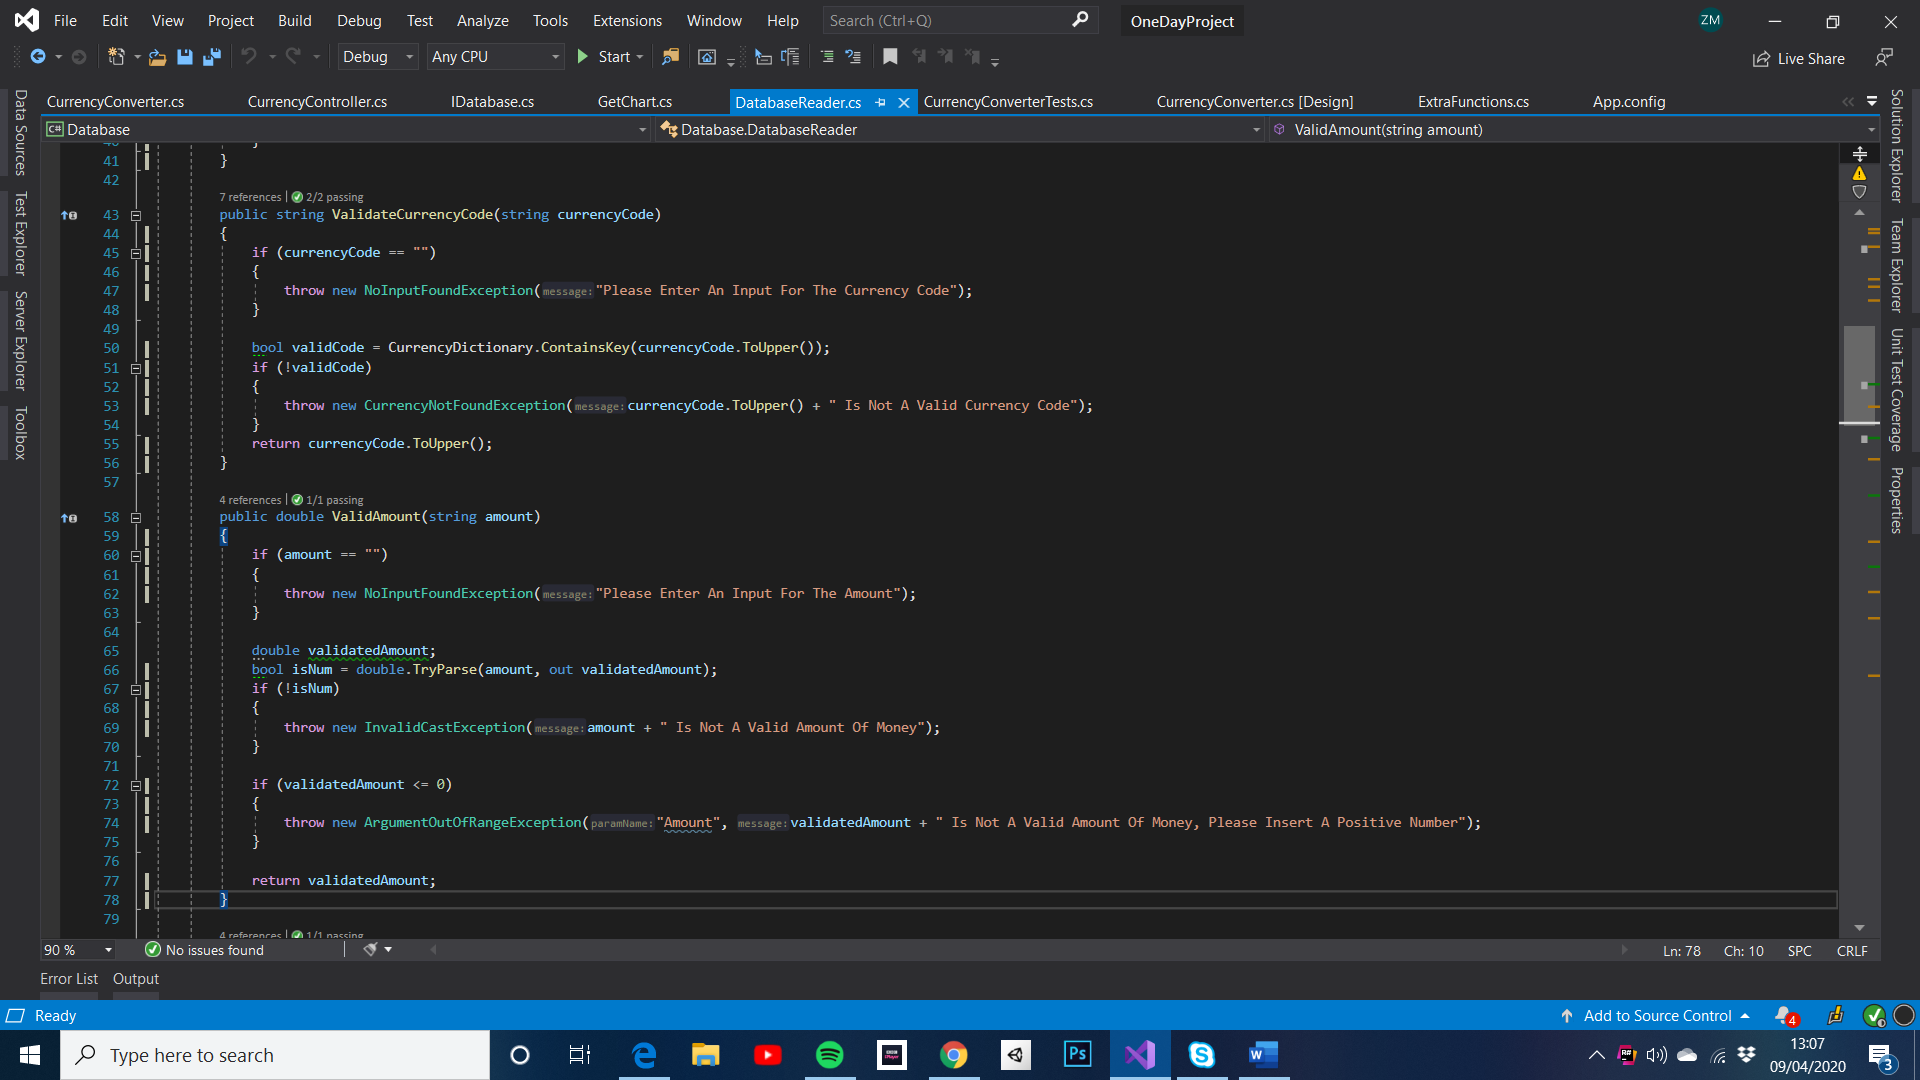 File Edit View Project Build Debug Test Analyze Tools Extensions Window Help Search (Ctrl+Q) OneDayProject ZM
Debug Any CPU Start Live Share
CurrencyConverter.cs CurrencyController.cs IDatabase.cs GetChart.cs DatabaseReader.cs CurrencyConverterTests.cs CurrencyConverter.cs [Design] ExtraFunctions.cs App.config
C# Database Database.DatabaseReader ValidAmount(string amount)
Data Sources
Test Explorer
Server Explorer
Toolbox
Solution Explorer
Team Explorer
Unit Test Coverage
Properties
40 }
41 }
42
7 references | 2/2 passing
43 public string ValidateCurrencyCode(string currencyCode)
44 {
45 if (currencyCode == "")
46 {
47 throw new NoInputFoundException(message: "Please Enter An Input For The Currency Code");
48 }
49
50 bool validCode = CurrencyDictionary.ContainsKey(currencyCode.ToUpper());
51 if (!validCode)
52 {
53 throw new CurrencyNotFoundException(message: currencyCode.ToUpper() + " Is Not A Valid Currency Code");
54 }
55 return currencyCode.ToUpper();
56 }
57
4 references | 1/1 passing
58 public double ValidAmount(string amount)
59 {
60 if (amount == "")
61 {
62 throw new NoInputFoundException(message: "Please Enter An Input For The Amount");
63 }
64
65 double validatedAmount;
66 bool isNum = double.TryParse(amount, out validatedAmount);
67 if (!isNum)
68 {
69 throw new InvalidCastException(message: amount + " Is Not A Valid Amount Of Money");
70 }
71
72 if (validatedAmount <= 0)
73 {
74 throw new ArgumentOutOfRangeException(paramName: "Amount", message: validatedAmount + " Is Not A Valid Amount Of Money, Please Insert A Positive Number");
75 }
76
77 return validatedAmount;
78 }
79
4 references | 1/1 passing
90 % No issues found Ln: 78 Ch: 10 SPC CRLF
Error List Output
Ready Add to Source Control 4
Type here to search Ps W R# 13:07
09/04/2020 3